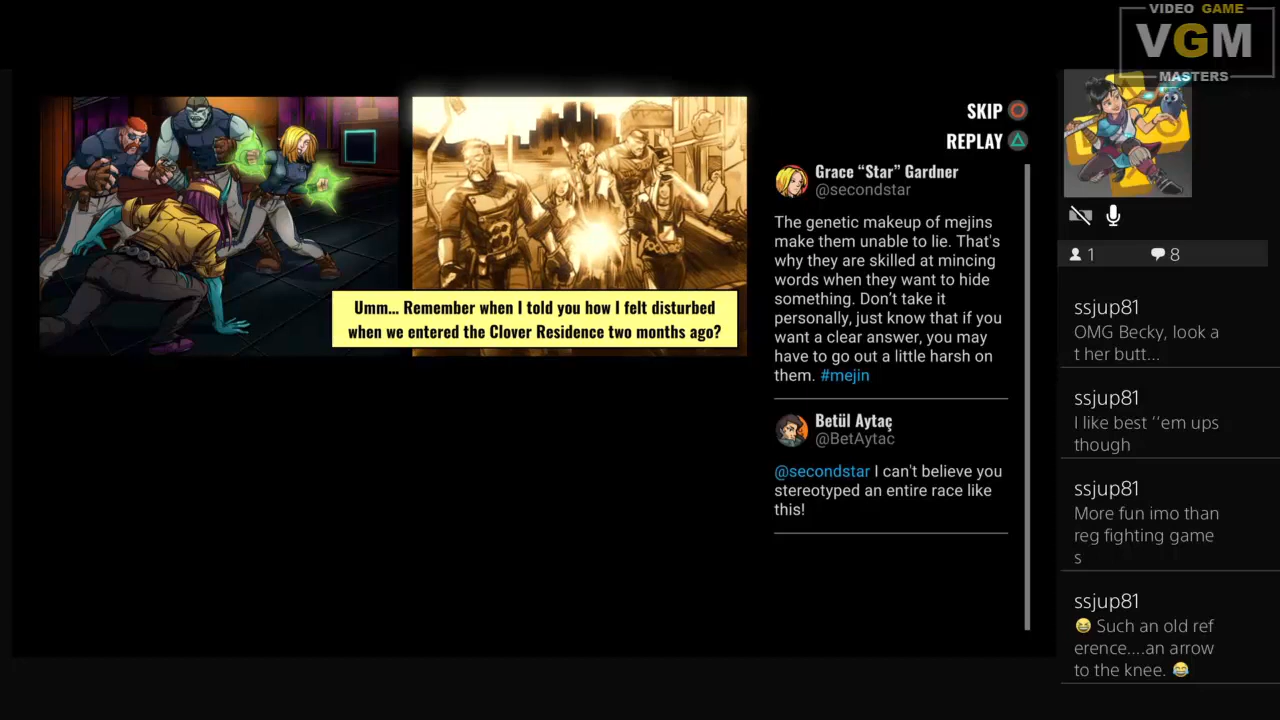 VIDEO GAME
VGM
MASTERS
SKIP
REPLAY
Umm... Remember when I told you how I felt disturbed
when we entered the Clover Residence two months ago?
Grace “Star” Gardner
@secondstar
The genetic makeup of mejins
make them unable to lie. That's
why they are skilled at mincing
words when they want to hide
something. Don’t take it
personally, just know that if you
want a clear answer, you may
have to go out a little harsh on
them. #mejin
Betül Aytaç
@BetAytac
@secondstar I can't believe you
stereotyped an entire race like
this!
1
8
ssjup81
OMG Becky, look a
t her butt...
ssjup81
I like best ‘’em ups
though
ssjup81
More fun imo than
reg fighting game
s
ssjup81
😆 Such an old ref
erence....an arrow
to the knee. 😂